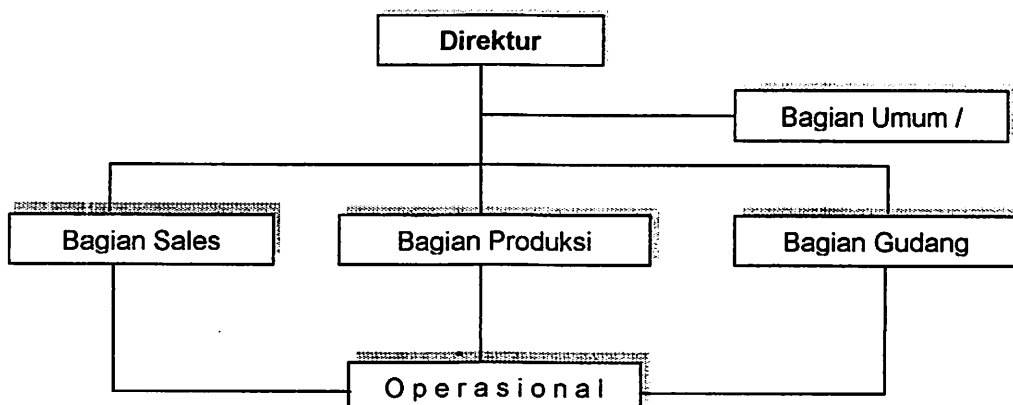 Direktur
Bagian Umum /
Bagian Sales
Bagian Produksi
Bagian Gudang
Operasional